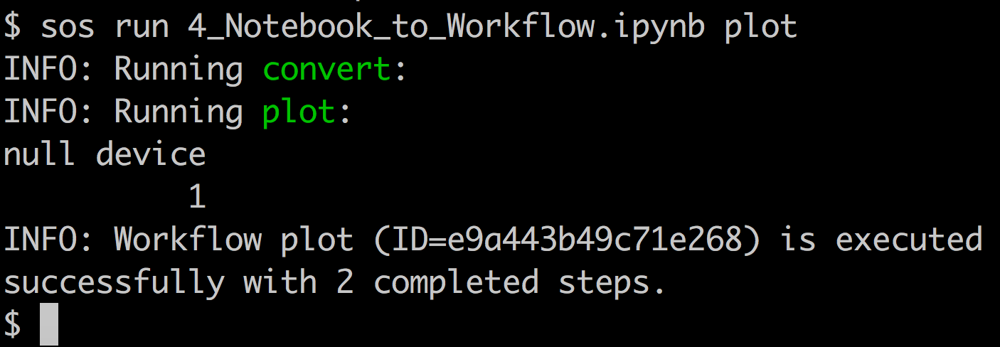 $ sos run 4_Notebook_to_Workflow.ipynb plot
INFO: Running convert:
INFO: Running plot:
null device
          1
INFO: Workflow plot (ID=e9a443b49c71e268) is executed
successfully with 2 completed steps.
$